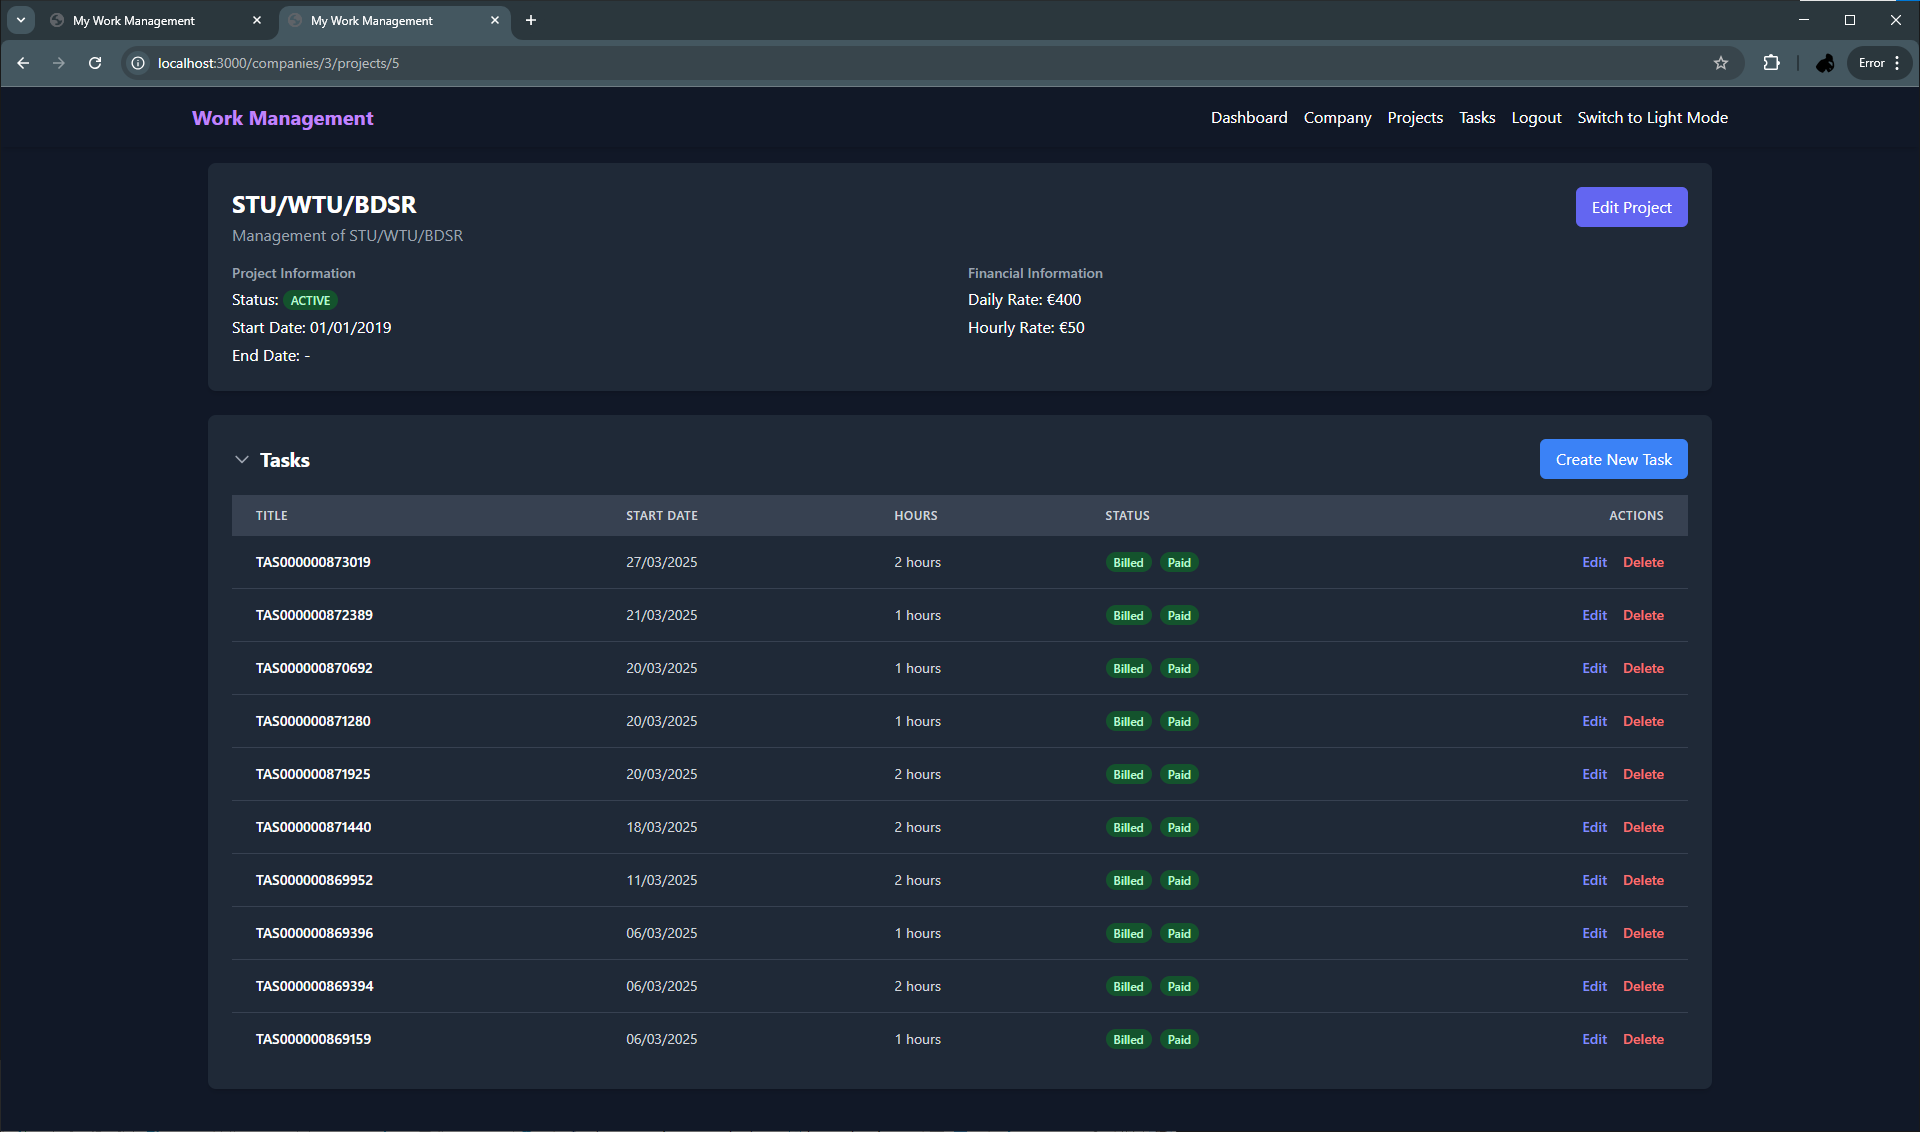 My Work Management
My Work Management
localhost:3000/companies/3/projects/5
Error
Work Management
Dashboard Company Projects Tasks Logout Switch to Light Mode
STU/WTU/BDSR
Edit Project
Management of STU/WTU/BDSR
Project Information
Status: ACTIVE
Start Date: 01/01/2019
End Date: -
Financial Information
Daily Rate: €400
Hourly Rate: €50
Tasks
Create New Task
TITLE START DATE HOURS STATUS ACTIONS
TAS000000873019 27/03/2025 2 hours Billed Paid Edit Delete
TAS000000872389 21/03/2025 1 hours Billed Paid Edit Delete
TAS000000870692 20/03/2025 1 hours Billed Paid Edit Delete
TAS000000871280 20/03/2025 1 hours Billed Paid Edit Delete
TAS000000871925 20/03/2025 2 hours Billed Paid Edit Delete
TAS000000871440 18/03/2025 2 hours Billed Paid Edit Delete
TAS000000869952 11/03/2025 2 hours Billed Paid Edit Delete
TAS000000869396 06/03/2025 1 hours Billed Paid Edit Delete
TAS000000869394 06/03/2025 2 hours Billed Paid Edit Delete
TAS000000869159 06/03/2025 1 hours Billed Paid Edit Delete